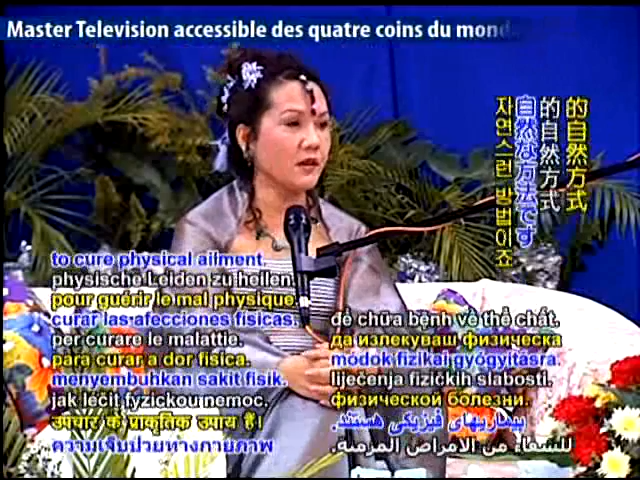 Master Television accessible des quatre coins du mond
的自然方式
的自然方式
自然な方法です
자연스런 방법이죠
to cure physical ailment.
physische Leiden zu heilen.
pour guérir le mal physique.
curar las afecciones físicas.
per curare le malattie.
para curar a dor física.
menyembuhkan sakit fisik.
jak léčit fyzickou nemoc.
उपचार के प्राकृतिक उपाय हैं।
ความเจ็บป่วยทางกายภาพ
để chữa bệnh về thể chất.
да излекуваш физическа
módok fizikai gyógyításra.
liječenja fizičkih slabosti.
физической болезни.
بیماریهای فیزیکی هستند.
للشفاء من الأمراض المزمنة.